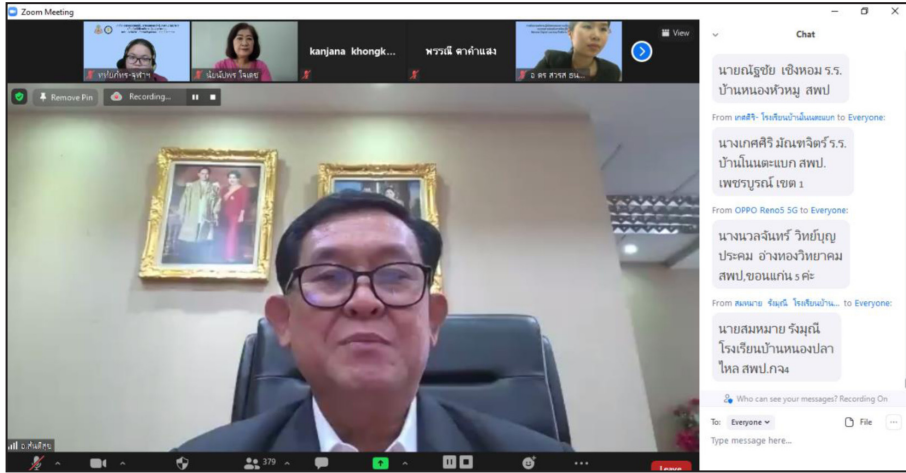 Zoom Meeting
View
kanjana khongk...
พวรณี ดาคำแสง
Remove Pin
Recording...
379
Leave
Chat
นายณัฐชัย เชิงหอม ร.ร.
บ้านหนองหัวหมู สพป
From เกศศิริ- โรงเรียนบ้านโนนตะแบก to Everyone:
นางเกศศิริ มัณฑจิตร์ ร.ร.
บ้านโนนตะแบก สพป.
เพชรบูรณ์ เขต 1
From OPPO Reno5 5G to Everyone:
นางนวลจันทร์ วิทย์บุญ
ประคม อ่างทองวิทยาคม
สพป,ขอนแก่น 5 ค่ะ
From สมหมาย รังมุณี โรงเรียนบ้าน... to Everyone:
นายสมหมาย รังมุณี
โรงเรียนบ้านหนองปลา
ไหล สพป.กจ4
Who can see your messages? Recording On
To: Everyone
File
Type message here...